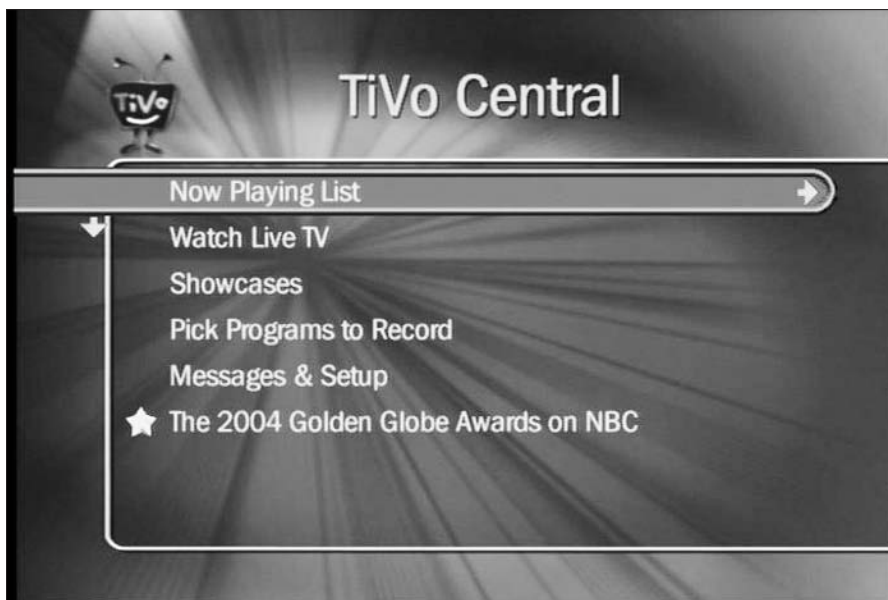 TiVo
TiVo Central
Now Playing List
Watch Live TV
Showcases
Pick Programs to Record
Messages & Setup
The 2004 Golden Globe Awards on NBC